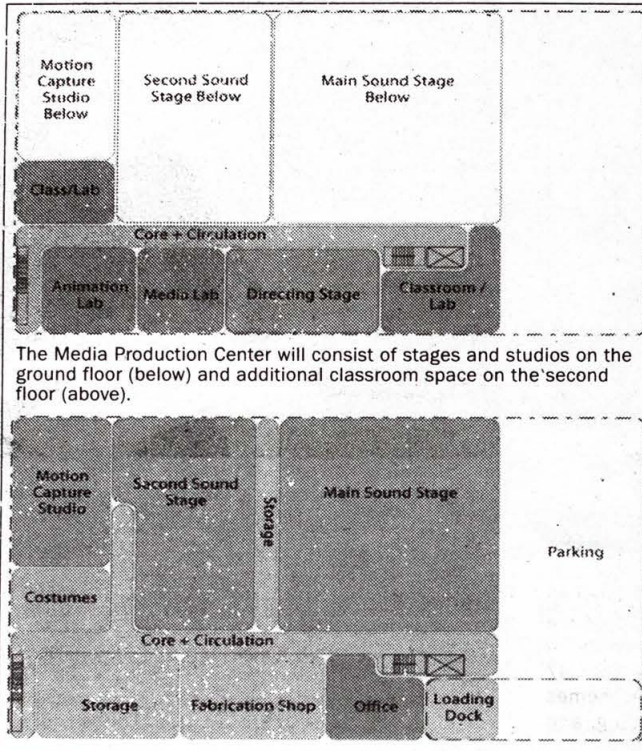 Motion
Capture
Studio
Below
Second Sound
Stage Below
Main Sound Stage
Below
Class/Lab
Core + Circulation
Animation
Lab
Media Lab
Directing Stage
Classroom /
Lab
The Media Production Center will consist of stages and studios on the
ground floor (below) and additional classroom space on the second
floor (above).
Motion
Capture
Studio
Second Sound
Stage
Storage
Main Sound Stage
Parking
Costumes
Core + Circulation
Storage
Fabrication Shop
Office
Loading
Dock